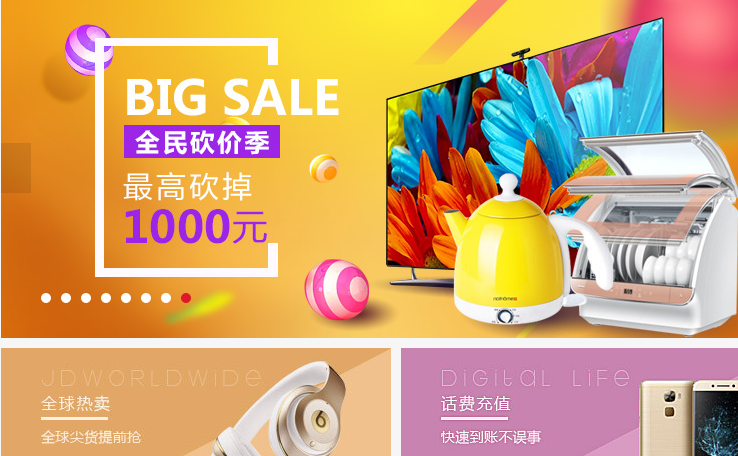 BIG SALE
全民砍价季
最高砍掉
1000元
nathome
JDWORLDWIDE
全球热卖
全球尖货提前抢
DIGITAL LIFE
话费充值
快速到账不误事